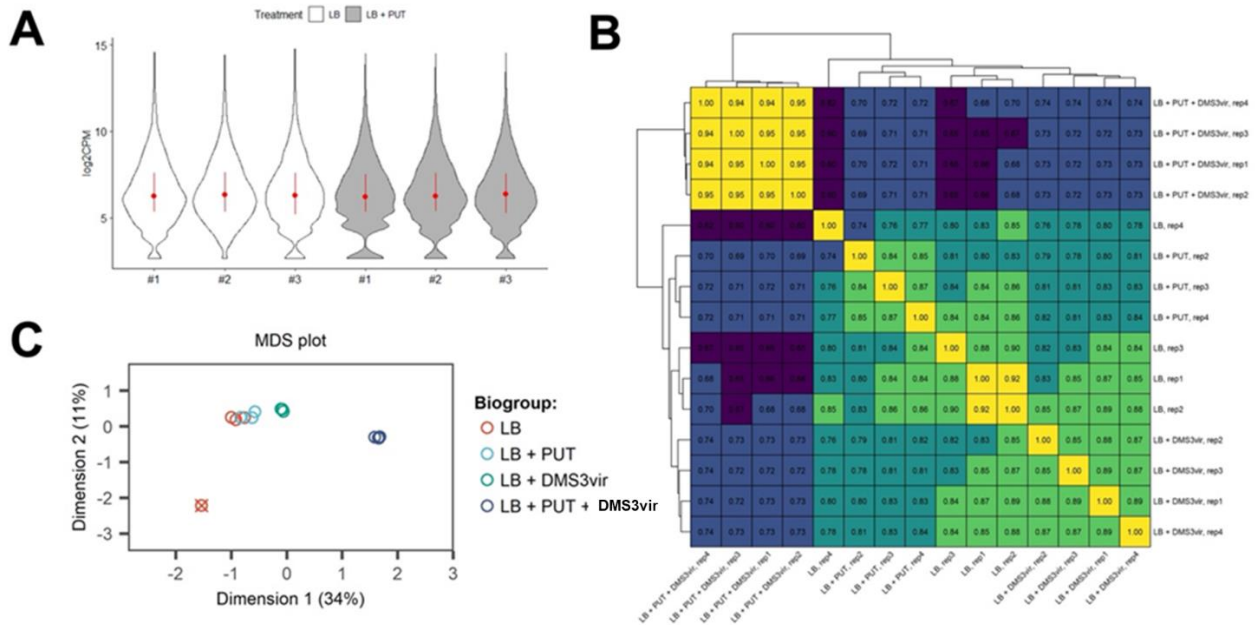 A
Treatment LB LB + PUT
15
10
5
log2CPM
#1 #2 #3 #1 #2 #3
B
1.00 0.94 0.94 0.95 0.70 0.72 0.72 0.68 0.70 0.74 0.74 0.74 0.74 LB + PUT + DMS3vir, rep4
0.94 1.00 0.95 0.95 0.69 0.71 0.71 0.73 0.72 0.72 0.73 LB + PUT + DMS3vir, rep3
0.94 0.95 1.00 0.95 0.70 0.71 0.71 0.68 0.73 0.72 0.73 0.73 LB + PUT + DMS3vir, rep1
0.95 0.95 0.95 1.00 0.69 0.71 0.71 0.68 0.73 0.72 0.73 0.73 LB + PUT + DMS3vir, rep2
1.00 0.74 0.76 0.77 0.80 0.83 0.85 0.76 0.78 0.80 0.78 LB, rep4
0.70 0.69 0.70 0.69 0.74 1.00 0.84 0.85 0.81 0.80 0.83 0.79 0.78 0.80 0.81 LB + PUT, rep2
0.72 0.71 0.71 0.71 0.76 0.84 1.00 0.87 0.84 0.84 0.86 0.81 0.81 0.83 0.83 LB + PUT, rep3
0.72 0.71 0.71 0.71 0.77 0.85 0.87 1.00 0.84 0.84 0.86 0.82 0.81 0.83 0.84 LB + PUT, rep4
0.80 0.81 0.84 0.84 1.00 0.88 0.90 0.82 0.83 0.84 0.84 LB, rep3
0.68 0.83 0.80 0.84 0.84 0.88 1.00 0.92 0.83 0.85 0.87 0.85 LB, rep1
0.70 0.68 0.68 0.85 0.83 0.86 0.86 0.90 0.92 1.00 0.85 0.87 0.89 0.88 LB, rep2
0.74 0.73 0.73 0.73 0.76 0.79 0.81 0.82 0.82 0.83 0.85 1.00 0.85 0.88 0.87 LB + DMS3vir, rep2
0.74 0.72 0.72 0.72 0.78 0.78 0.81 0.81 0.83 0.85 0.87 0.85 1.00 0.89 0.87 LB + DMS3vir, rep3
0.74 0.72 0.73 0.73 0.80 0.80 0.83 0.83 0.84 0.87 0.89 0.88 0.89 1.00 0.89 LB + DMS3vir, rep1
0.74 0.73 0.73 0.73 0.78 0.81 0.83 0.84 0.84 0.85 0.88 0.87 0.87 0.89 1.00 LB + DMS3vir, rep4
LB + PUT + DMS3vir, rep4
LB + PUT + DMS3vir, rep3
LB + PUT + DMS3vir, rep1
LB + PUT + DMS3vir, rep2
LB, rep4
LB + PUT, rep2
LB + PUT, rep3
LB + PUT, rep4
LB, rep3
LB, rep1
LB, rep2
LB + DMS3vir, rep2
LB + DMS3vir, rep3
LB + DMS3vir, rep1
LB + DMS3vir, rep4
C
MDS plot
1
0
-1
-2
-3
Dimension 2 (11%)
-2 -1 0 1 2 3
Dimension 1 (34%)
Biogroup:
LB
LB + PUT
LB + DMS3vir
LB + PUT + DMS3vir